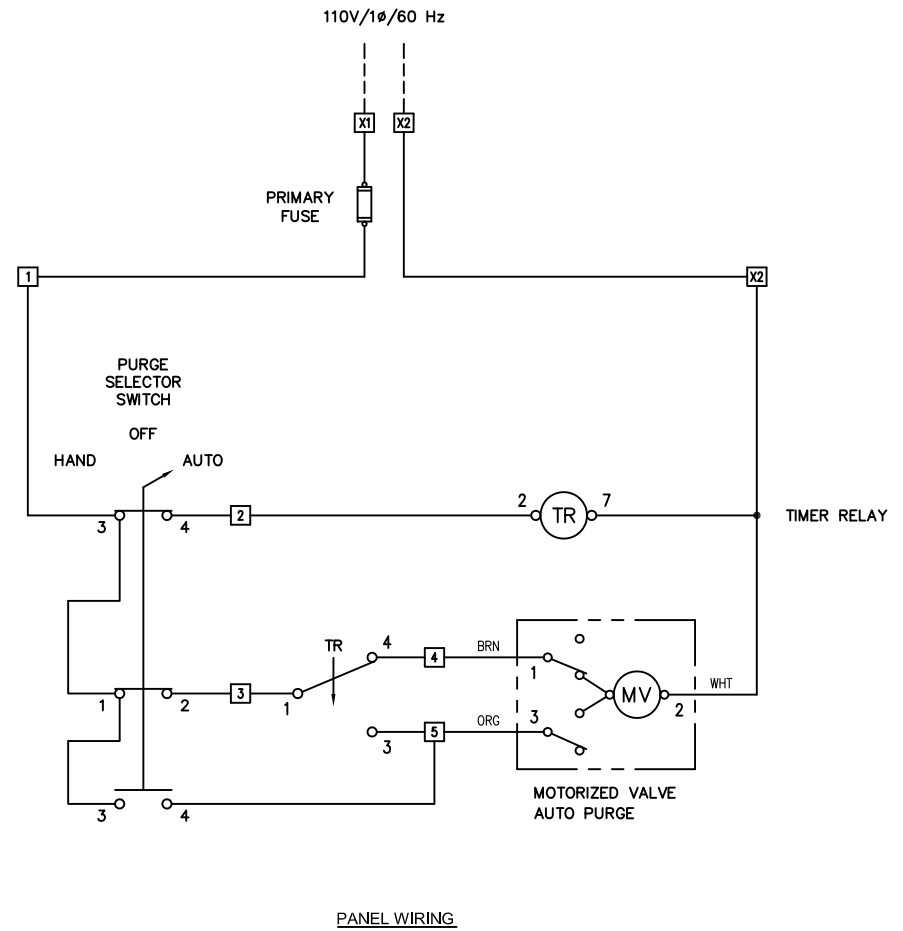 110V/1ø/60 Hz
X1
X2
PRIMARY
FUSE
1
X2
PURGE
SELECTOR
SWITCH
OFF
HAND
AUTO
3
4
2
2
TR
7
TIMER RELAY
TR
4
4
BRN
1
2
3
1
1
MV
2
WHT
3
5
ORG
3
3
4
MOTORIZED VALVE
AUTO PURGE
PANEL WIRING